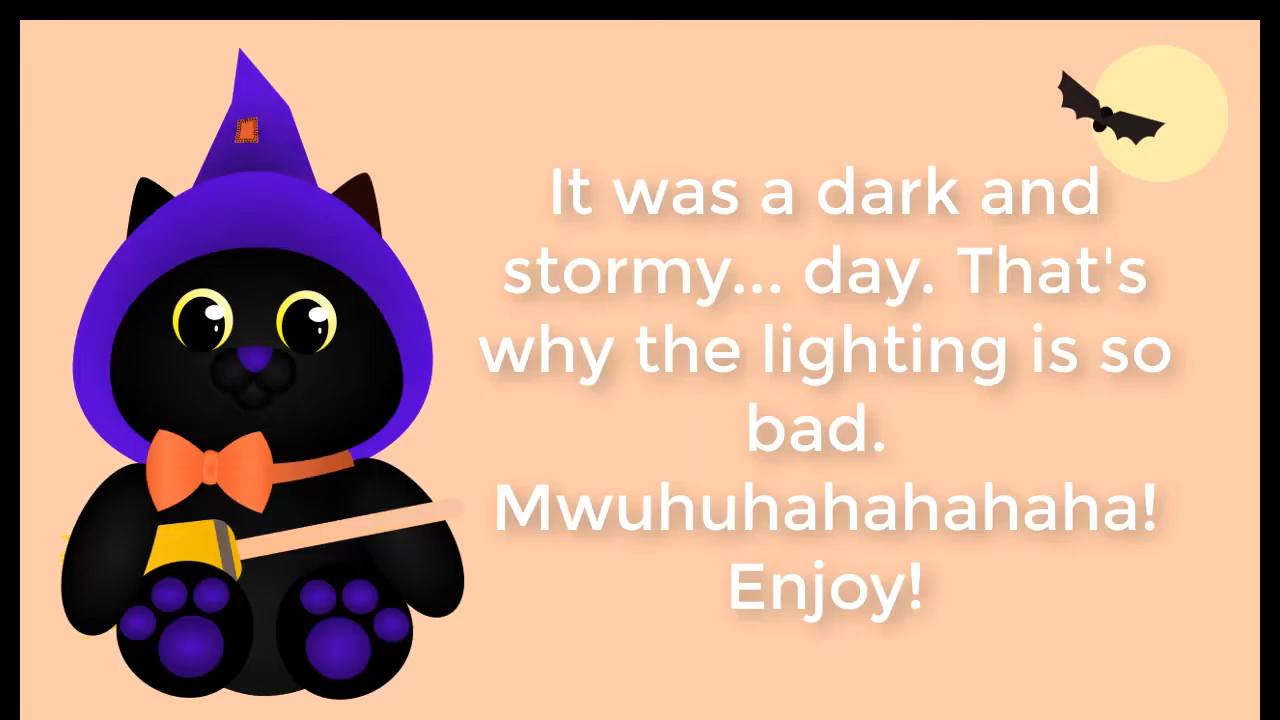 It was a dark and
stormy... day. That's
why the lighting is so
bad.
Mwuhuhahahahaha!
Enjoy!